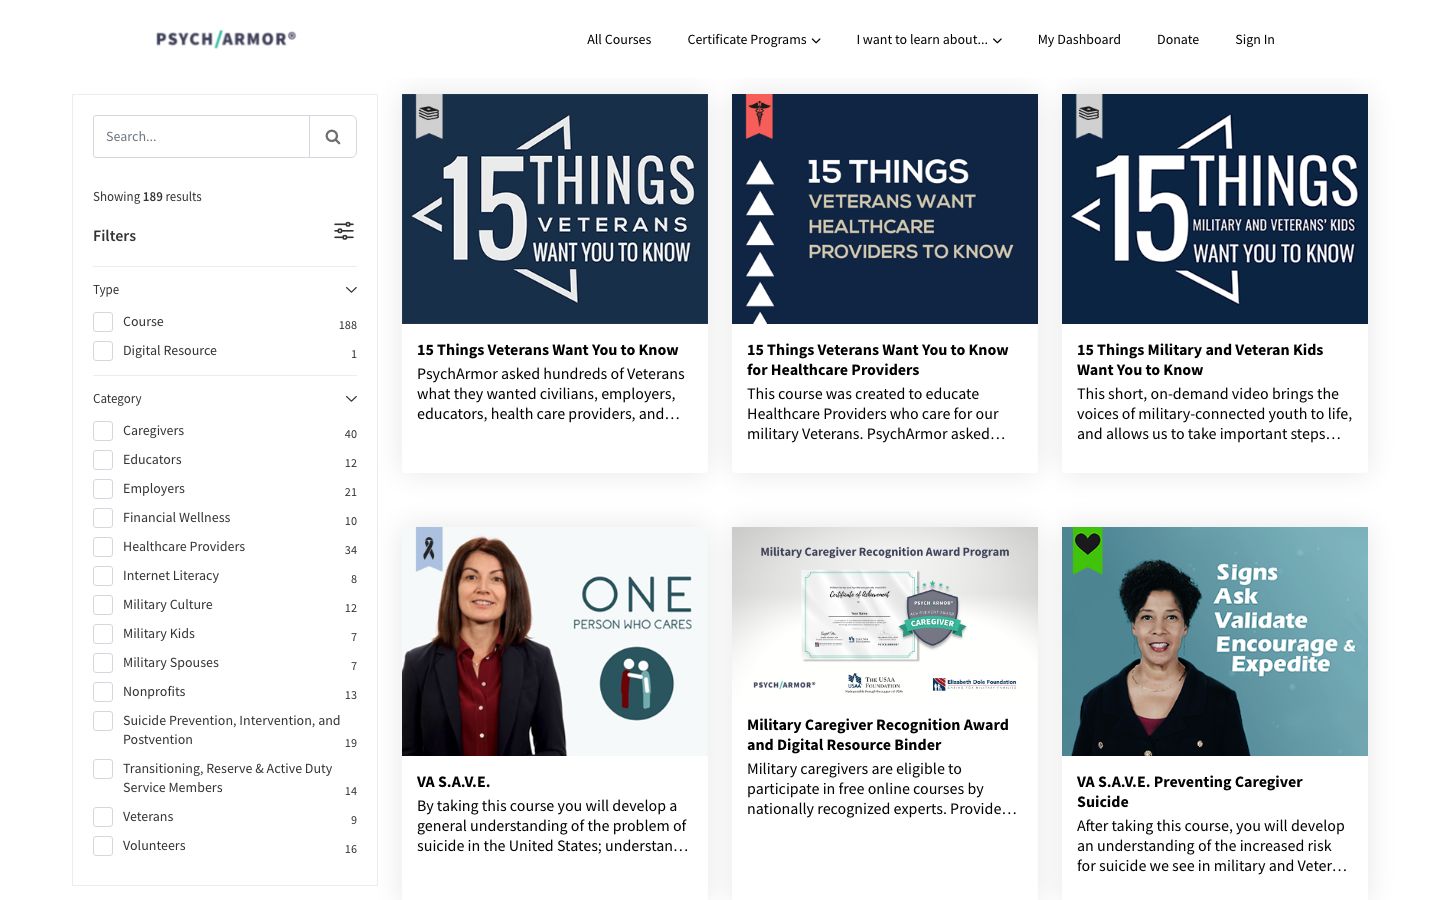 PSYCH/ARMOR®
All Courses
Certificate Programs
I want to learn about...
My Dashboard
Donate
Sign In
Search...
Showing 189 results
Filters
Type
Course 188
Digital Resource 1
Category
Caregivers 40
Educators 12
Employers 21
Financial Wellness 10
Healthcare Providers 34
Internet Literacy 8
Military Culture 12
Military Kids 7
Military Spouses 7
Nonprofits 13
Suicide Prevention, Intervention, and
Postvention 19
Transitioning, Reserve & Active Duty
Service Members 14
Veterans 9
Volunteers 16
<15 THINGS
VETERANS
WANT YOU TO KNOW
15 Things Veterans Want You to Know
PsychArmor asked hundreds of Veterans
what they wanted civilians, employers,
educators, health care providers, and…
15 THINGS
VETERANS WANT
HEALTHCARE
PROVIDERS TO KNOW
15 Things Veterans Want You to Know
for Healthcare Providers
This course was created to educate
Healthcare Providers who care for our
military Veterans. PsychArmor asked…
<15 THINGS
MILITARY AND VETERANS' KIDS
WANT YOU TO KNOW
15 Things Military and Veteran Kids
Want You to Know
This short, on-demand video brings the
voices of military-connected youth to life,
and allows us to take important steps…
ONE
PERSON WHO CARES
VA S.A.V.E.
By taking this course you will develop a
general understanding of the problem of
suicide in the United States; understan…
Military Caregiver Recognition Award Program
Certificate of Achievement
PSYCH ARMOR®
ACHIEVEMENT AWARD
CAREGIVER
PSYCH/ARMOR®
USAA
THE USAA
FOUNDATION
Elizabeth Dole Foundation
Military Caregiver Recognition Award
and Digital Resource Binder
Military caregivers are eligible to
participate in free online courses by
nationally recognized experts. Provide…
Signs
Ask
Validate
Encourage &
Expedite
VA S.A.V.E. Preventing Caregiver
Suicide
After taking this course, you will develop
an understanding of the increased risk
for suicide we see in military and Veter…